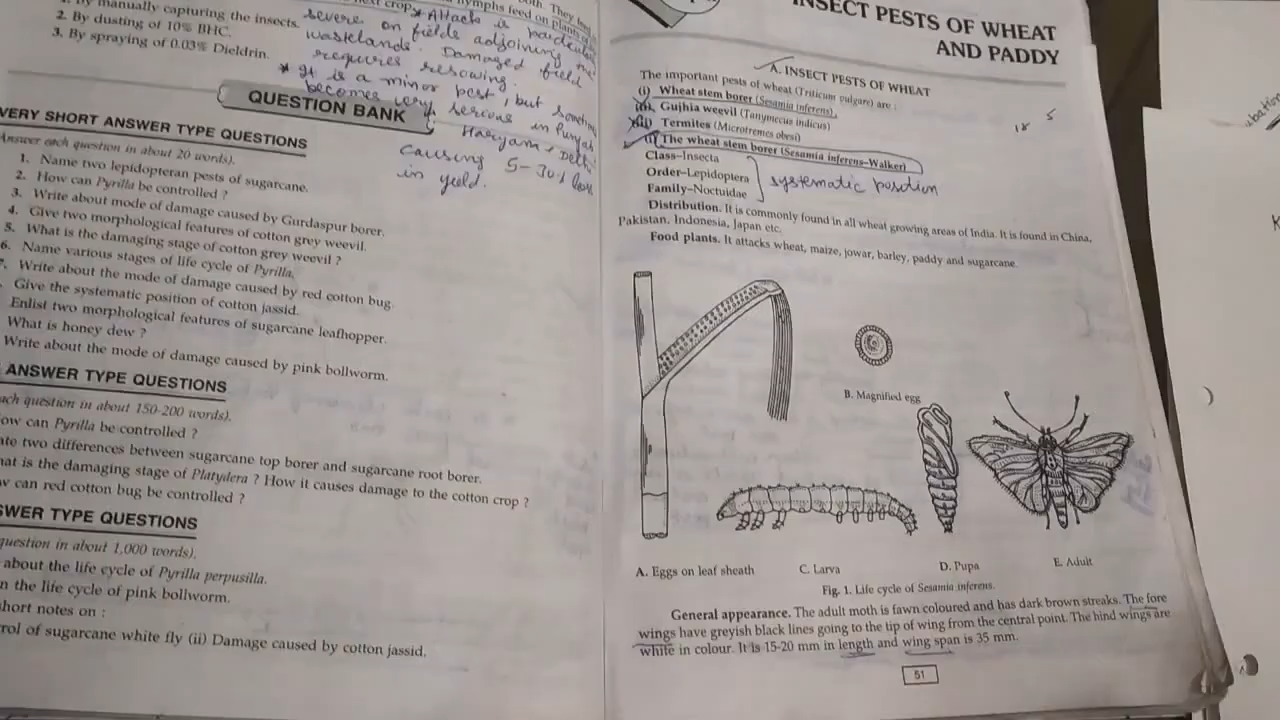 manually capturing the insects.
2. By dusting of 10% BHC.
3. By spraying of 0.03% Dieldrin.
nymphs feed on plants
crop * Attack is particular
severe on fields adjoining the
wastelands. Damaged field
requires resowing.
* It is a minor pest, but sometime
becomes very serious in Punjab
Haryana & Delhi
causing 5-30% loss
in yeild.
QUESTION BANK
VERY SHORT ANSWER TYPE QUESTIONS
Answer each question in about 20 words).
1. Name two lepidopteran pests of sugarcane.
2. How can Pyrilla be controlled ?
3. Write about mode of damage caused by Gurdaspur borer.
4. Give two morphological features of cotton grey weevil.
5. What is the damaging stage of cotton grey weevil ?
6. Name various stages of life cycle of Pyrilla.
7. Write about the mode of damage caused by red cotton bug.
Give the systematic position of cotton jassid.
Enlist two morphological features of sugarcane leafhopper.
What is honey dew ?
Write about the mode of damage caused by pink bollworm.
ANSWER TYPE QUESTIONS
ach question in about 150-200 words).
ow can Pyrilla be controlled ?
ate two differences between sugarcane top borer and sugarcane root borer.
hat is the damaging stage of Platydera ? How it causes damage to the cotton crop ?
w can red cotton bug be controlled ?
SWER TYPE QUESTIONS
question in about 1,000 words).
about the life cycle of Pyrilla perpusilla.
n the life cycle of pink bollworm.
short notes on :
rol of sugarcane white fly (ii) Damage caused by cotton jassid.
INSECT PESTS OF WHEAT
AND PADDY
A. INSECT PESTS OF WHEAT
The important pests of wheat (Triticum vulgare) are :
(i) Wheat stem borer (Sesamia inferens),
(ii) Gujhia weevil (Tanymecus indicus)
(iii) Termites (Microtremes obesi)
18 5
(i) The wheat stem borer (Sesamia inferens-Walker)
Class-Insecta
Order-Lepidoptera
Family-Noctuidae
systematic position
Distribution. It is commonly found in all wheat growing areas of India. It is found in China,
Pakistan, Indonesia, Japan etc.
Food plants. It attacks wheat, maize, jowar, barley, paddy and sugarcane.
B. Magnified egg
A. Eggs on leaf sheath C. Larva D. Pupa E. Adult
Fig. 1. Life cycle of Sesamia inferens.
General appearance. The adult moth is fawn coloured and has dark brown streaks. The fore
wings have greyish black lines going to the tip of wing from the central point. The hind wings are
white in colour. It is 15-20 mm in length and wing span is 35 mm.
51